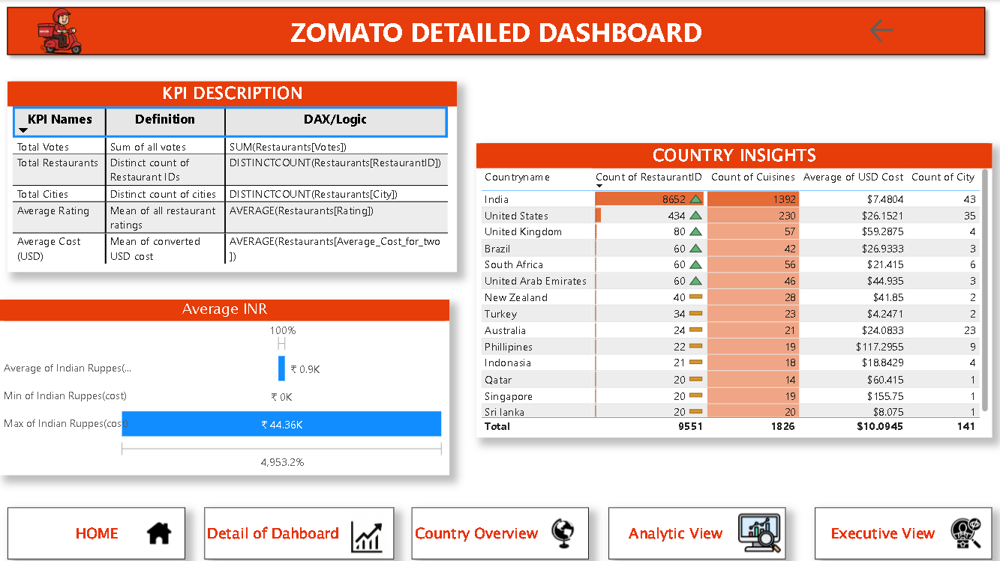 ZOMATO DETAILED DASHBOARD
KPI DESCRIPTION
KPI Names Definition DAX/Logic
Total Votes Sum of all votes SUM(Restaurants[Votes])
Total Restaurants Distinct count of Restaurant IDs DISTINCTCOUNT(Restaurants[RestaurantID])
Total Cities Distinct count of cities DISTINCTCOUNT(Restaurants[City])
Average Rating Mean of all restaurant ratings AVERAGE(Restaurants[Rating])
Average Cost (USD) Mean of converted USD cost AVERAGE(Restaurants[Average_Cost_for_two])
COUNTRY INSIGHTS
Countryname Count of RestaurantID Count of Cuisines Average of USD Cost Count of City
India 8652 1392 $7.4804 43
United States 434 230 $26.1521 35
United Kingdom 80 57 $59.2875 4
Brazil 60 42 $26.9333 3
South Africa 60 56 $21.415 6
United Arab Emirates 60 46 $44.935 3
New Zealand 40 28 $41.85 2
Turkey 34 23 $4.2471 2
Australia 24 21 $24.0833 23
Phillipines 22 19 $117.2955 9
Indonasia 21 18 $18.8429 4
Qatar 20 14 $60.415 1
Singapore 20 19 $155.75 1
Sri lanka 20 20 $8.075 1
Total 9551 1826 $10.0945 141
Average INR
100%
Average of Indian Ruppes(... ₹ 0.9K
Min of Indian Ruppes(cost) ₹ 0K
Max of Indian Ruppes(cost) ₹ 44.36K
4,953.2%
HOME
Detail of Dahboard
Country Overview
Analytic View
Executive View